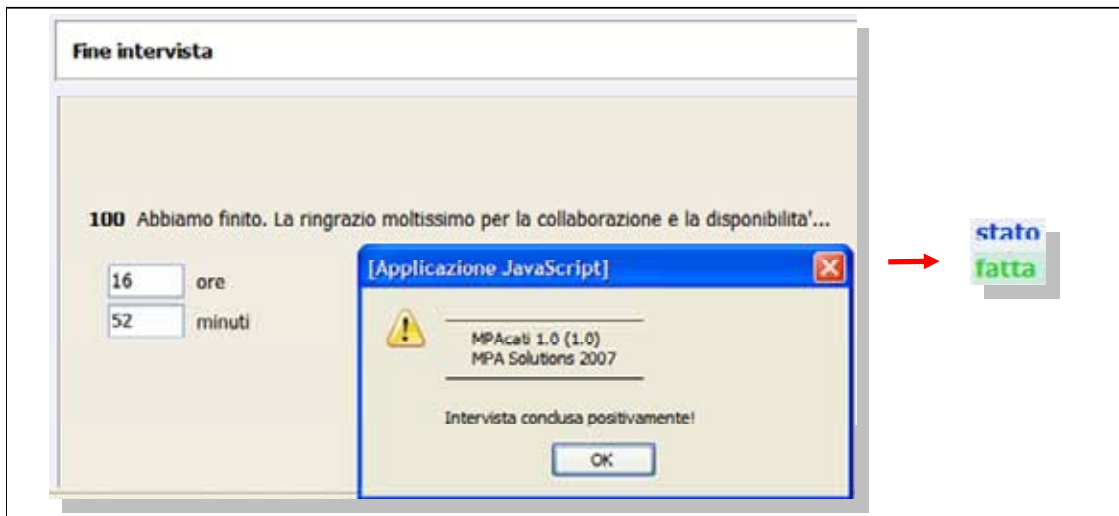 Fine intervista
100 Abbiamo finito. La ringrazio moltissimo per la collaborazione e la disponibilita'...
16 ore
52 minuti
[Applicazione JavaScript]
MPAcati 1.0 (1.0)
MPA Solutions 2007
Intervista conclusa positivamente!
OK
stato
fatta